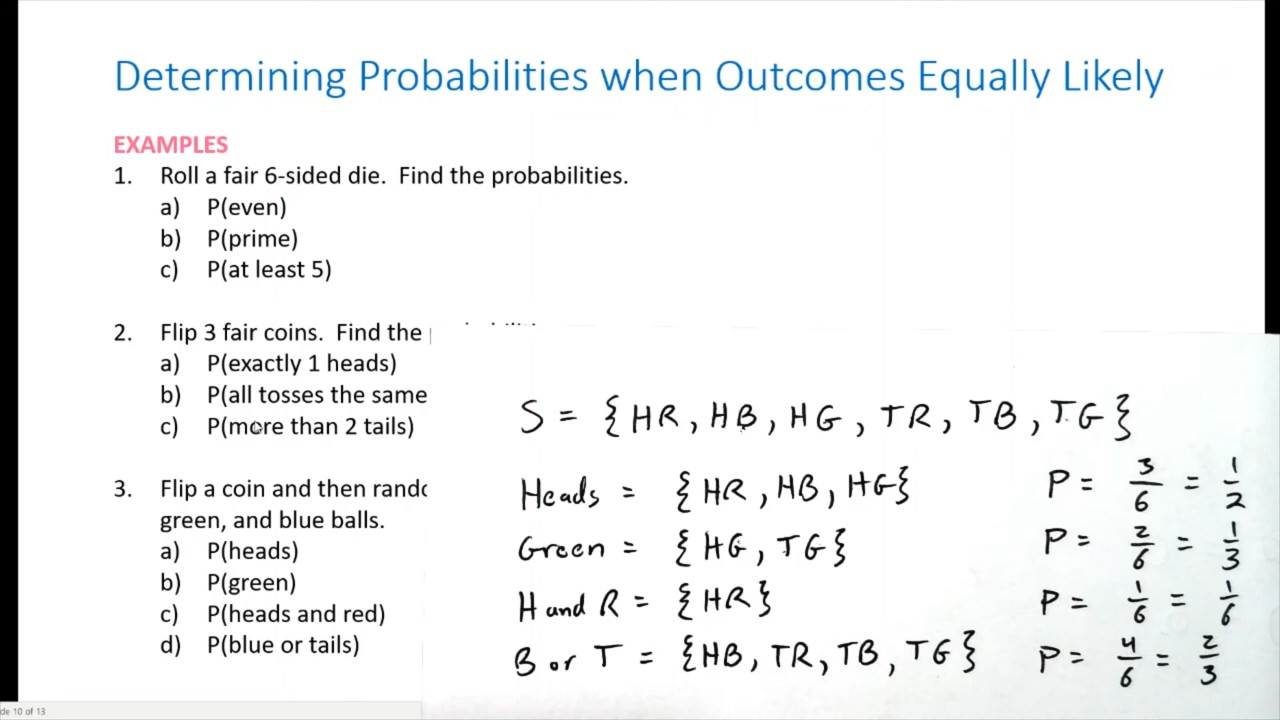 Determining Probabilities when Outcomes Equally Likely
EXAMPLES
1. Roll a fair 6-sided die. Find the probabilities.
a) P(even)
b) P(prime)
c) P(at least 5)
2. Flip 3 fair coins. Find the
a) P(exactly 1 heads)
b) P(all tosses the same
c) P(more than 2 tails)
3. Flip a coin and then rando
green, and blue balls.
a) P(heads)
b) P(green)
c) P(heads and red)
d) P(blue or tails)
S = {HR, HB, HG, TR, TB, TG}
Heads = {HR, HB, HG} P = 3/6 = 1/2
Green = {HG, TG} P = 2/6 = 1/3
H and R = {HR} P = 1/6 = 1/6
B or T = {HB, TR, TB, TG} P = 4/6 = 2/3
de 10 of 13